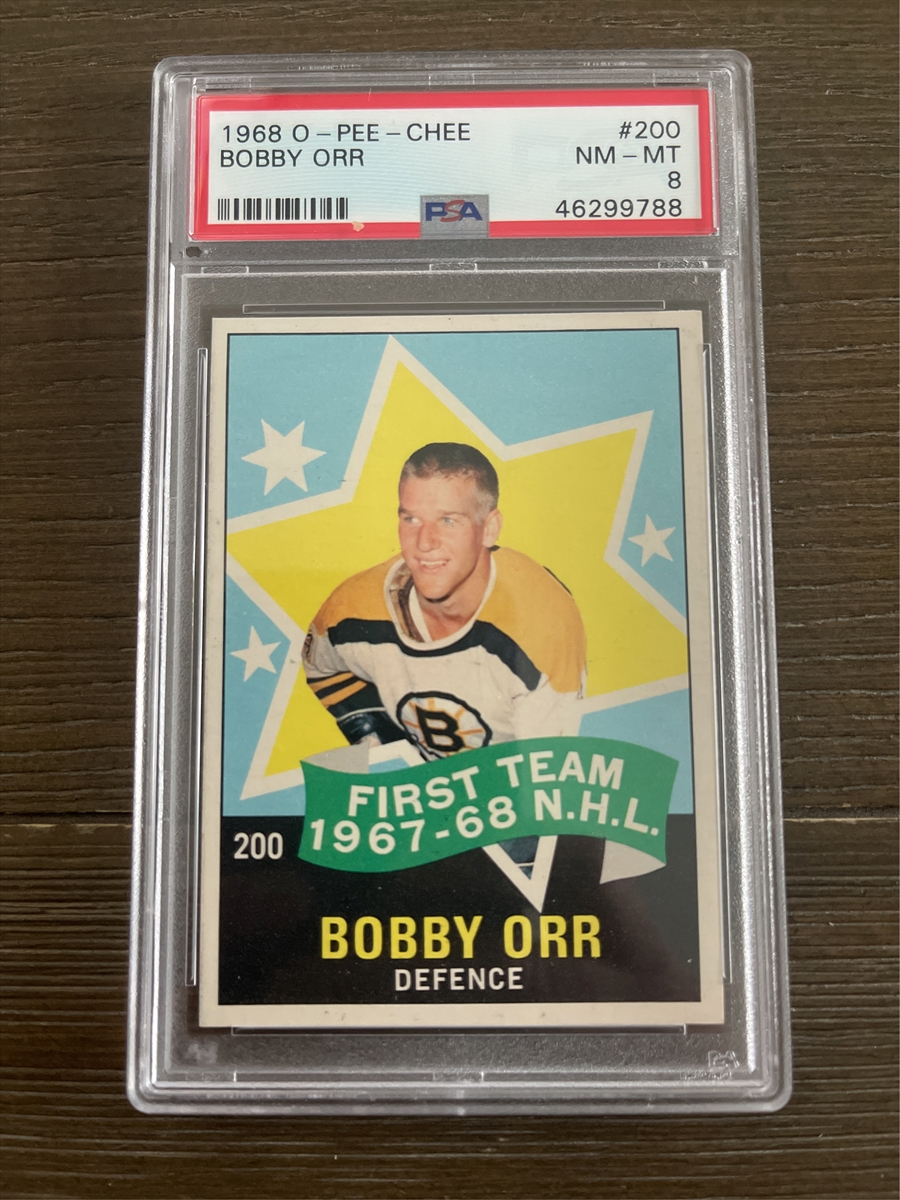 1968 O-PEE-CHEE #200
BOBBY ORR NM-MT
8
PSA 46299788
B
FIRST TEAM
1967-68 N.H.L.
200
BOBBY ORR
DEFENCE